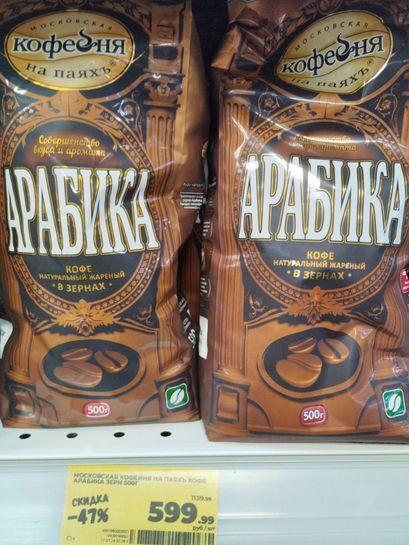 МОСКОВСКАЯ
КОФЕЙНЯ
НА ПАЯХЪ
Совершенство
вкуса и аромата
АРАБИКА
КОФЕ
НАТУРАЛЬНЫЙ ЖАРЕНЫЙ
• В ЗЕРНАХ •
500г
МОСКОВСКАЯ
КОФЕЙНЯ
НА ПАЯХЪ
АРАБИКА
КОФЕ
НАТУРАЛЬНЫЙ ЖАРЕНЫЙ
• В ЗЕРНАХ •
500г
МОСКОВСКАЯ КОФЕЙНЯ НА ПАЯХЪ КОФЕ
АРАБИКА ЗЕРН 500Г
СКИДКА
-47%
1139.99
599.99
руб / шт